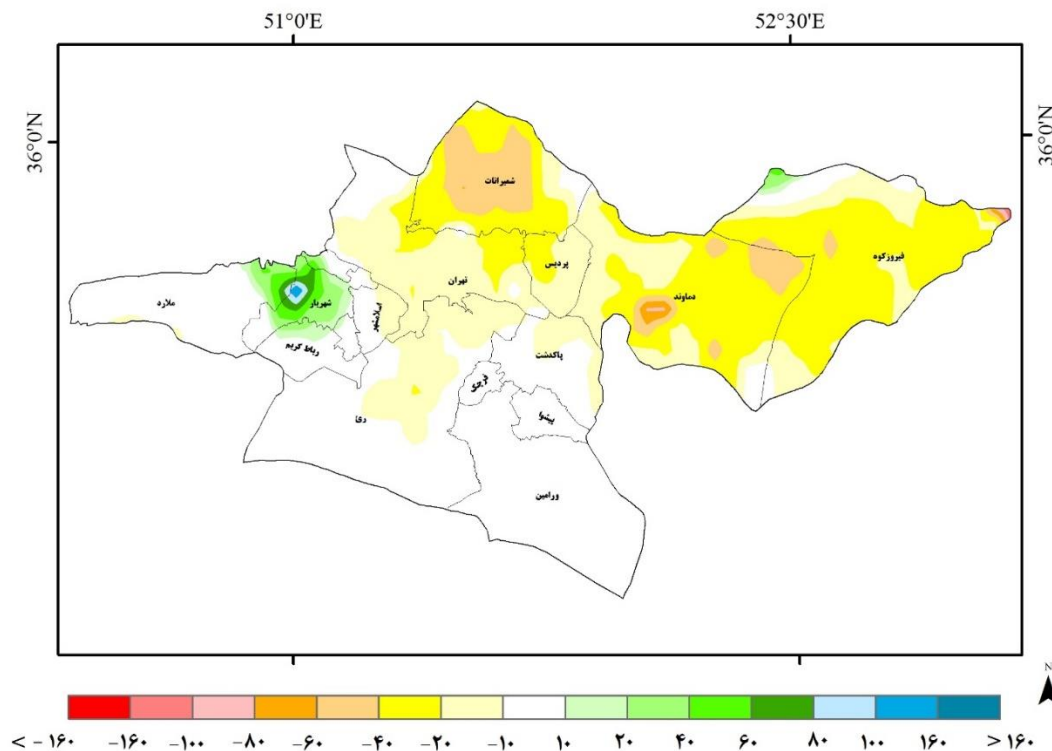 51°0'E 52°30'E
36°0'N 36°0'N
شمیرانات
فیروزکوه
پردیس
تهران
دماوند
ملارد
شهریار
اسلامشهر
رباط کریم
پاکدشت
قرچک
پیشوا
ری
ورامین
N
< -۱۶۰ -۱۶۰ -۱۰۰ -۸۰ -۶۰ -۴۰ -۲۰ -۱۰ ۱۰ ۲۰ ۴۰ ۶۰ ۸۰ ۱۰۰ ۱۶۰ > ۱۶۰